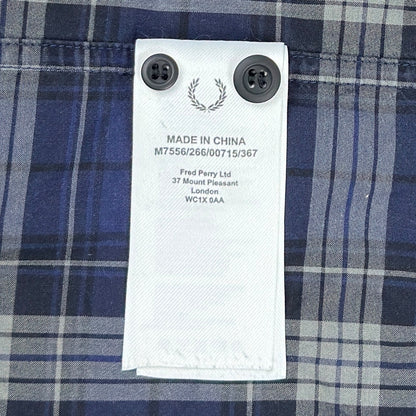 MADE IN CHINA
M7556/266/00715/367
Fred Perry Ltd
37 Mount Pleasant
London
WC1X 0AA